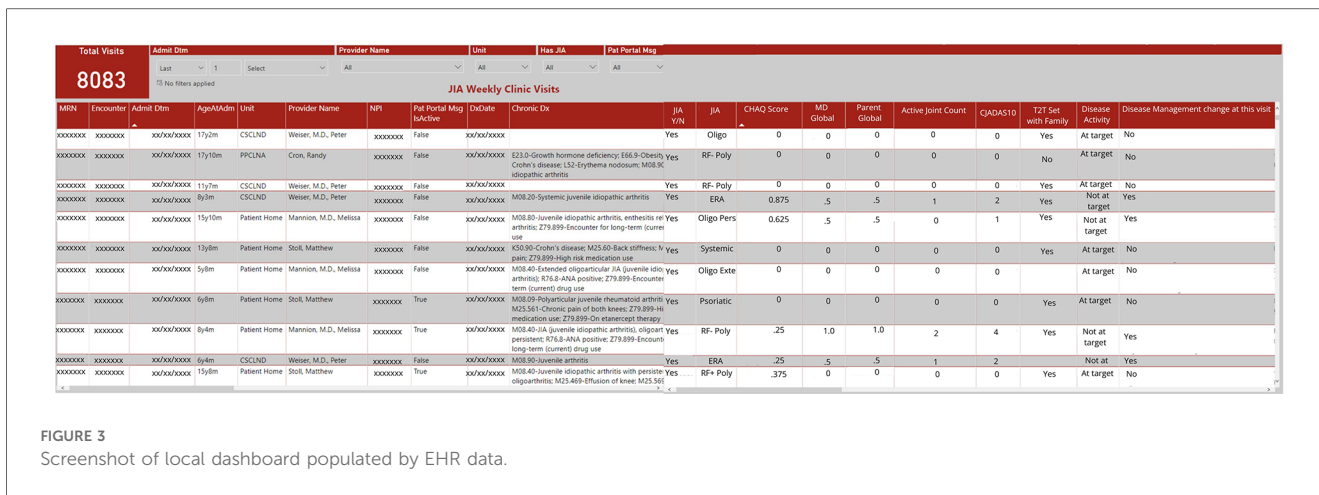 Total Visits
8083
Admit Dtm Provider Name Unit Has JIA Pat Portal Msg
Last 1 Select All All All All
No filters applied
JIA Weekly Clinic Visits
MRN Encounter Admit Dtm AgeAtAdm Unit Provider Name NPI Pat Portal Msg IsActive DxDate Chronic Dx JIA Y/N JIA CHAQ Score MD Global Parent Global Active Joint Count CJADAS10 T2T Set with Family Disease Activity Disease Management change at this visit
xxxxxxx xxxxxxx xx/xx/xxxx 17y2m CSCLND Weiser, M.D., Peter xxxxxxx False xx/xx/xxxx Yes Oligo 0 0 0 0 0 Yes At target No
xxxxxxx xxxxxxx xx/xx/xxxx 17y10m PPCLNA Cron, Randy xxxxxxx False xx/xx/xxxx E23.0-Growth hormone deficiency; E66.9-Obesity Yes RF- Poly 0 0 0 0 0 No At target No
Crohn's disease; L52-Erythema nodosum; M08.90
idiopathic arthritis
xxxxxxx xxxxxxx xx/xx/xxxx 11y7m CSCLND Weiser, M.D., Peter xxxxxxx False xx/xx/xxxx Yes RF- Poly 0 0 0 0 0 Yes At target No
xxxxxxx xxxxxxx xx/xx/xxxx 8y3m CSCLND Weiser, M.D., Peter xxxxxxx False xx/xx/xxxx M08.20-Systemic juvenile idiopathic arthritis Yes ERA 0.875 .5 .5 1 2 Yes Not at target Yes
xxxxxxx xxxxxxx xx/xx/xxxx 15y10m Patient Home Mannion, M.D., Melissa xxxxxxx False xx/xx/xxxx M08.80-Juvenile idiopathic arthritis, enthesitis rel Yes Oligo Pers 0.625 .5 .5 0 1 Yes Not at target Yes
arthritis; Z79.899-Encounter for long-term (curren
use
xxxxxxx xxxxxxx xx/xx/xxxx 13y8m Patient Home Stoll, Matthew xxxxxxx False xx/xx/xxxx K50.90-Crohn's disease; M25.60-Back stiffness; M Yes Systemic 0 0 0 0 0 Yes At target No
pain; Z79.899-High risk medication use
xxxxxxx xxxxxxx xx/xx/xxxx 5y8m Patient Home Mannion, M.D., Melissa xxxxxxx False xx/xx/xxxx M08.40-Extended oligoarticular JIA (juvenile idio Yes Oligo Exte 0 0 0 0 0 At target No
arthritis); R76.8-ANA positive; Z79.899-Encounte
term (current) drug use
xxxxxxx xxxxxxx xx/xx/xxxx 6y8m Patient Home Stoll, Matthew xxxxxxx True xx/xx/xxxx M08.09-Polyarticular juvenile rheumatoid arthriti Yes Psoriatic 0 0 0 0 0 Yes At target No
M25.561-Chronic pain of both knees; Z79.899-Hi
medication use; Z79.899-On etanercept therapy
xxxxxxx xxxxxxx xx/xx/xxxx 8y4m Patient Home Mannion, M.D., Melissa xxxxxxx True xx/xx/xxxx M08.40-JIA (juvenile idiopathic arthritis), oligoart Yes RF- Poly .25 1.0 1.0 2 4 Yes Not at target Yes
persistent; R76.8-ANA positive; Z79.899-Encount
long-term (current) drug use
xxxxxxx xxxxxxx xx/xx/xxxx 6y4m CSCLND Weiser, M.D., Peter xxxxxxx False xx/xx/xxxx M08.90-Juvenile arthritis Yes ERA .25 .5 .5 1 2 Not at Yes
xxxxxxx xxxxxxx xx/xx/xxxx 15y8m Patient Home Stoll, Matthew xxxxxxx True xx/xx/xxxx M08.40-Juvenile idiopathic arthritis with persiste Yes RF+ Poly .375 0 0 0 0 Yes At target No
oligoarthritis; M25.469-Effusion of knee; M25.569
FIGURE 3
Screenshot of local dashboard populated by EHR data.